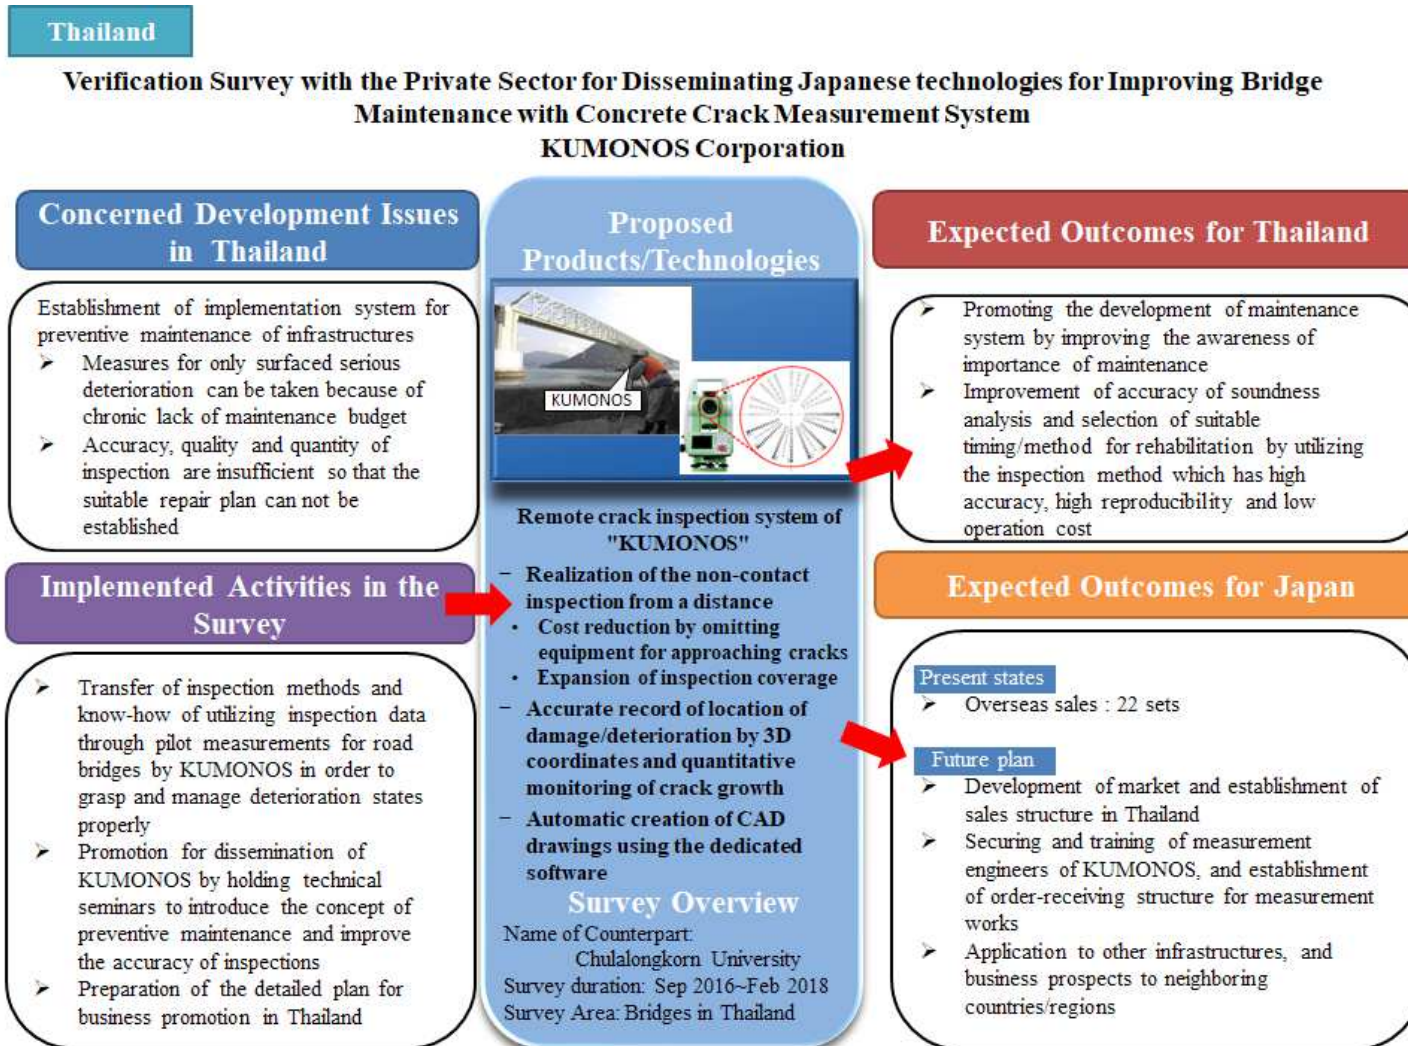 Thailand
Verification Survey with the Private Sector for Disseminating Japanese technologies for Improving Bridge
Maintenance with Concrete Crack Measurement System
KUMONOS Corporation
Concerned Development Issues
in Thailand
Establishment of implementation system for
preventive maintenance of infrastructures
➤ Measures for only surfaced serious
deterioration can be taken because of
chronic lack of maintenance budget
➤ Accuracy, quality and quantity of
inspection are insufficient so that the
suitable repair plan can not be
established
Implemented Activities in the
Survey
➤ Transfer of inspection methods and
know-how of utilizing inspection data
through pilot measurements for road
bridges by KUMONOS in order to
grasp and manage deterioration states
properly
➤ Promotion for dissemination of
KUMONOS by holding technical
seminars to introduce the concept of
preventive maintenance and improve
the accuracy of inspections
➤ Preparation of the detailed plan for
business promotion in Thailand
Proposed
Products/Technologies
KUMONOS
Remote crack inspection system of
"KUMONOS"
− Realization of the non-contact
inspection from a distance
• Cost reduction by omitting
equipment for approaching cracks
• Expansion of inspection coverage
− Accurate record of location of
damage/deterioration by 3D
coordinates and quantitative
monitoring of crack growth
− Automatic creation of CAD
drawings using the dedicated
software
Survey Overview
Name of Counterpart:
Chulalongkorn University
Survey duration: Sep 2016~Feb 2018
Survey Area: Bridges in Thailand
Expected Outcomes for Thailand
➤ Promoting the development of maintenance
system by improving the awareness of
importance of maintenance
➤ Improvement of accuracy of soundness
analysis and selection of suitable
timing/method for rehabilitation by utilizing
the inspection method which has high
accuracy, high reproducibility and low
operation cost
Expected Outcomes for Japan
Present states
➤ Overseas sales : 22 sets
Future plan
➤ Development of market and establishment of
sales structure in Thailand
➤ Securing and training of measurement
engineers of KUMONOS, and establishment
of order-receiving structure for measurement
works
➤ Application to other infrastructures, and
business prospects to neighboring
countries/regions